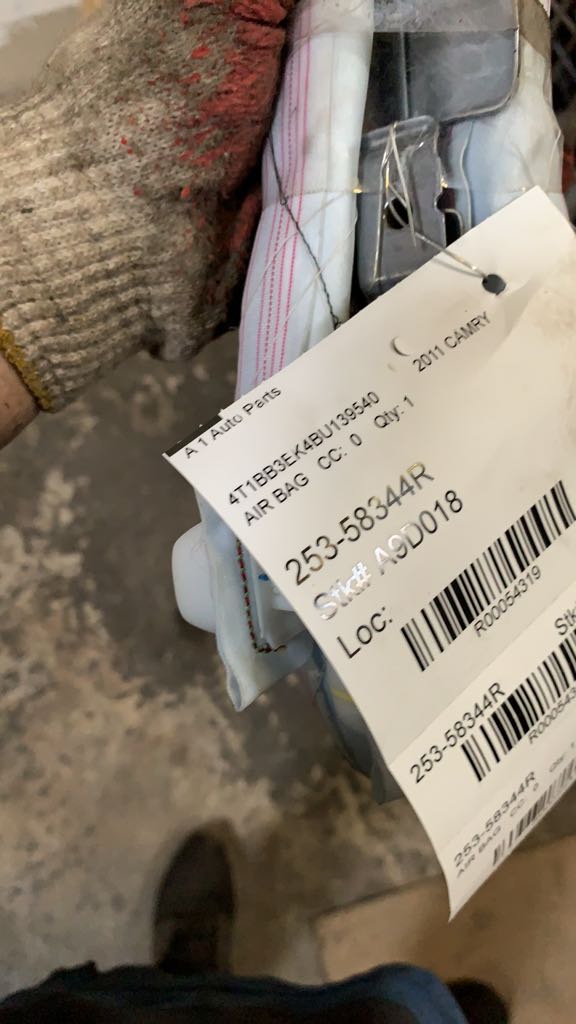 A 1 Auto Parts
2011 CAMRY
4T1BB3EK4BU139540
AIR BAG CC: 0 Qty: 1
253-58344R
Stk# A9D018
Loc:
R00054319
253-58344R
253-58344R
AIR BAG CC: 0